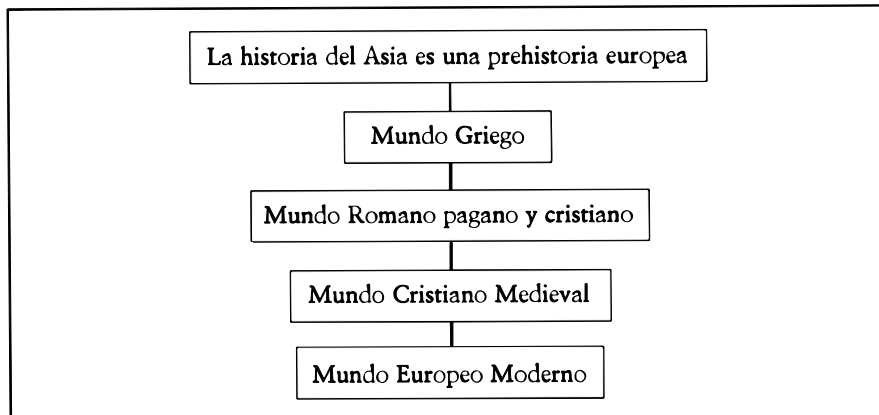 La historia del Asia es una prehistoria europea
Mundo Griego
Mundo Romano pagano y cristiano
Mundo Cristiano Medieval
Mundo Europeo Moderno